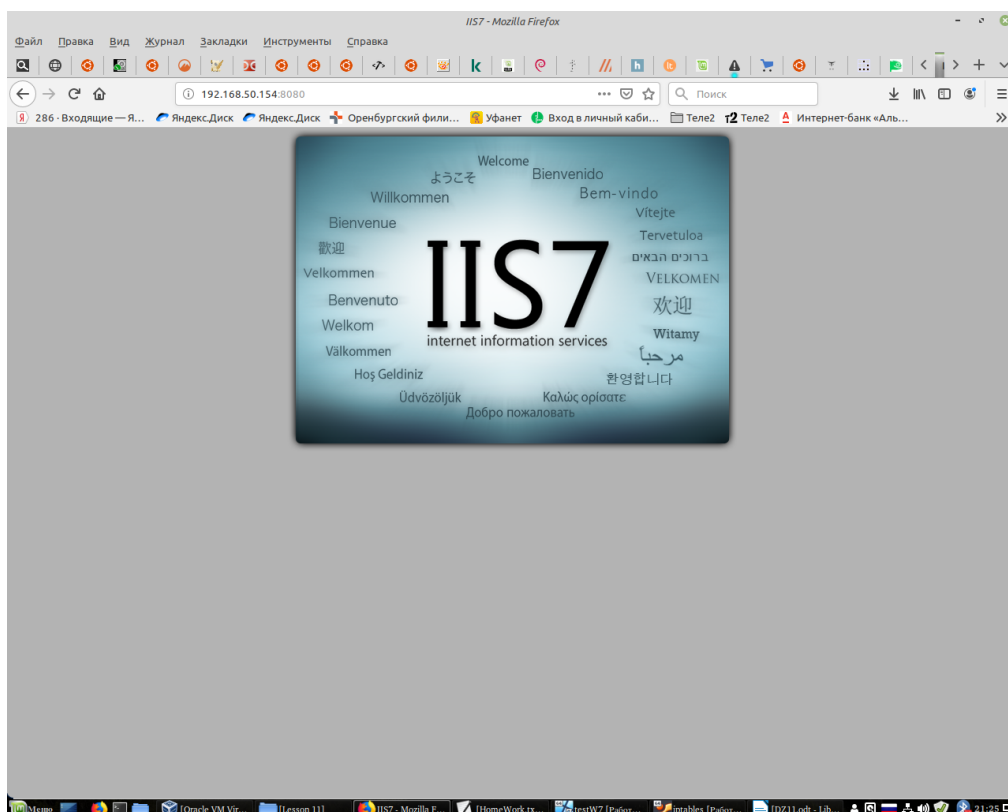 IIS7 - Mozilla Firefox
Файл Правка Вид Журнал Закладки Инструменты Справка
192.168.50.154:8080
Поиск
286 · Входящие — Я... Яндекс.Диск Яндекс.Диск Оренбургский фили... Уфанет Вход в личный каби... Теле2 Теле2 Интернет-банк «Аль...
Welcome
ようこそ
Bienvenido
Willkommen
Bem-vindo
Vítejte
Bienvenue
Tervetuloa
歡迎
ברוכים הבאים
Velkommen
VELKOMEN
Benvenuto
欢迎
IIS7
Welkom
Witamy
internet information services
Välkommen
مرحباً
Hoş Geldiniz
환영합니다
Üdvözöljük
Καλώς ορίσατε
Добро пожаловать
Меню [Oracle VM Vir... [Lesson 11] IIS7 - Mozilla F... [HomeWork.tx... testW7 [Работ... iptables [Работ... [DZ11.odt - Lib... 21:25